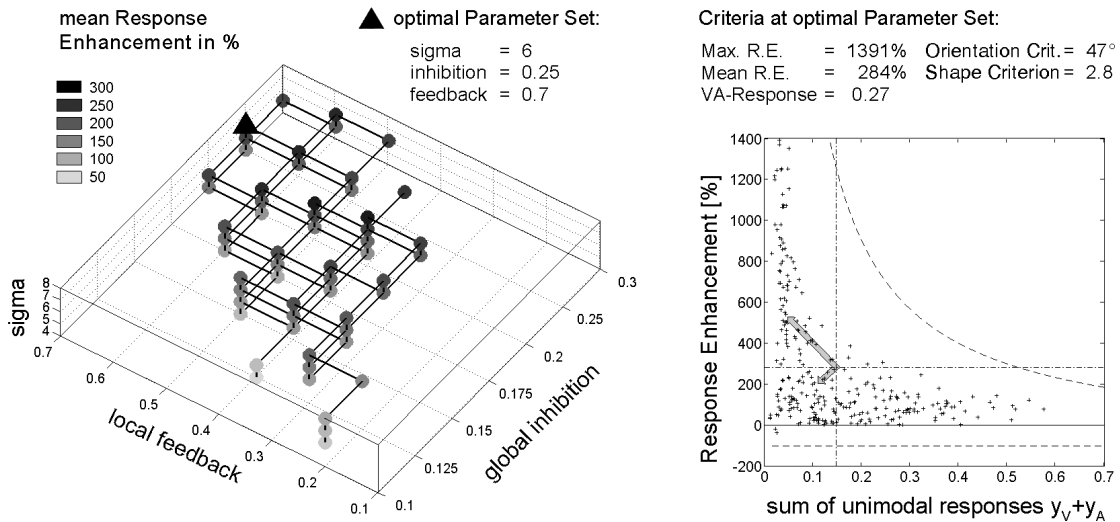 mean Response
Enhancement in %
300
250
200
150
100
50
optimal Parameter Set:
sigma = 6
inhibition = 0.25
feedback = 0.7
sigma
8
7
6
5
4
0.7
0.6
0.5
0.4
0.3
0.2
0.1
local feedback
0.1
0.125
0.15
0.175
0.2
0.25
0.3
global inhibition
Criteria at optimal Parameter Set:
Max. R.E. = 1391% Orientation Crit. = 47°
Mean R.E. = 284% Shape Criterion = 2.8
VA-Response = 0.27
Response Enhancement [%]
1400
1200
1000
800
600
400
200
0
-200
0 0.1 0.2 0.3 0.4 0.5 0.6 0.7
sum of unimodal responses yV+yA